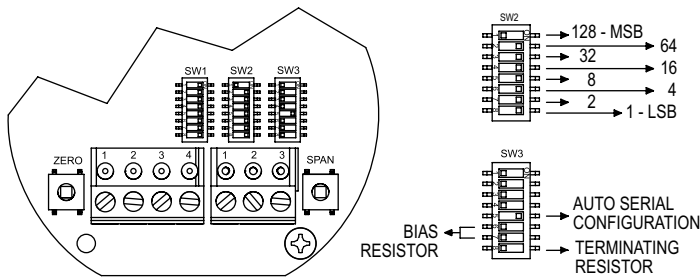 SW1 SW2 SW3
ZERO 1 2 3 4 1 2 3 SPAN
SW2
128 - MSB
64
32
16
8
4
2
1 - LSB
SW3
AUTO SERIAL
CONFIGURATION
BIAS
RESISTOR
TERMINATING
RESISTOR